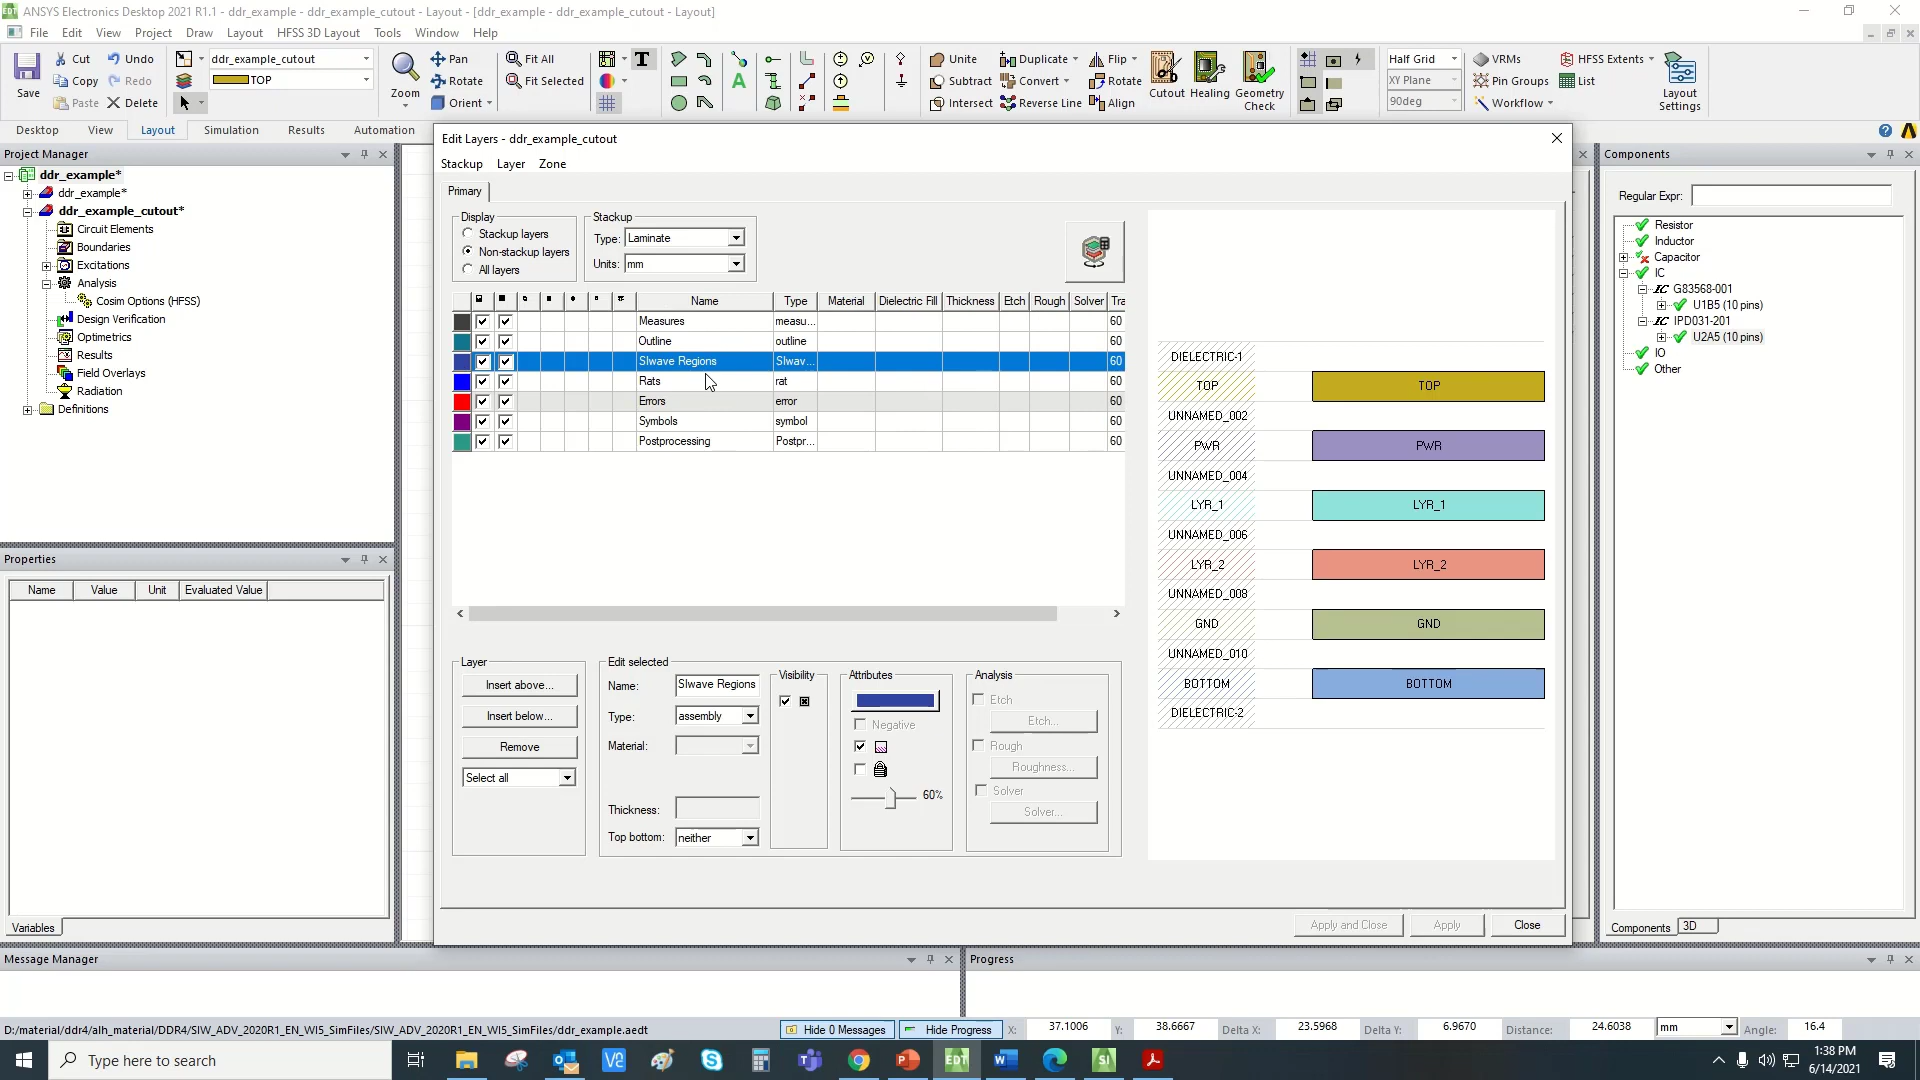 ANSYS Electronics Desktop 2021 R1.1 - ddr_example - ddr_example_cutout - Layout - [ddr_example - ddr_example_cutout - Layout]
File Edit View Project Draw Layout HFSS 3D Layout Tools Window Help
Save
Cut Undo
Copy Redo
Paste Delete
ddr_example_cutout
TOP
Zoom
Pan
Rotate
Orient
Fit All
Fit Selected
Unite Duplicate Flip
Subtract Convert Rotate
Intersect Reverse Line Align
Cutout Healing Geometry Check
Half Grid
XY Plane
90deg
VRMs
Pin Groups
Workflow
HFSS Extents
List
Layout Settings
Desktop View Layout Simulation Results Automation
Project Manager
ddr_example*
ddr_example*
ddr_example_cutout*
Circuit Elements
Boundaries
Excitations
Analysis
Cosim Options (HFSS)
Design Verification
Optimetrics
Results
Field Overlays
Radiation
Definitions
Properties
Name Value Unit Evaluated Value
Variables
Edit Layers - ddr_example_cutout
Stackup Layer Zone
Primary
Display
Stackup layers
Non-stackup layers
All layers
Stackup
Type: Laminate
Units: mm
Name Type Material Dielectric Fill Thickness Etch Rough Solver Tra
Measures measu... 60
Outline outline 60
SIwave Regions SIwav... 60
Rats rat 60
Errors error 60
Symbols symbol 60
Postprocessing Postpr... 60
Layer
Insert above...
Insert below...
Remove
Select all
Edit selected
Name: SIwave Regions
Type: assembly
Material:
Thickness:
Top bottom: neither
Visibility
Attributes
Negative
60%
Analysis
Etch
Etch...
Rough
Roughness...
Solver
Solver...
DIELECTRIC-1
TOP TOP
UNNAMED_002
PWR PWR
UNNAMED_004
LYR_1 LYR_1
UNNAMED_006
LYR_2 LYR_2
UNNAMED_008
GND GND
UNNAMED_010
BOTTOM BOTTOM
DIELECTRIC-2
Apply and Close Apply Close
Components
Regular Expr:
Resistor
Inductor
Capacitor
IC
G83568-001
U1B5 (10 pins)
IPD031-201
U2A5 (10 pins)
IO
Other
Components 3D
Message Manager
Progress
D:/material/ddr4/alh_material/DDR4/SIW_ADV_2020R1_EN_WI5_SimFiles/SIW_ADV_2020R1_EN_WI5_SimFiles/ddr_example.aedt
Hide 0 Messages Hide Progress X: 37.1006 Y: 38.6667 Delta X: 23.5968 Delta Y: 6.9670 Distance: 24.6038 mm Angle: 16.4
Type here to search
EDT
SI
1:38 PM
6/14/2021